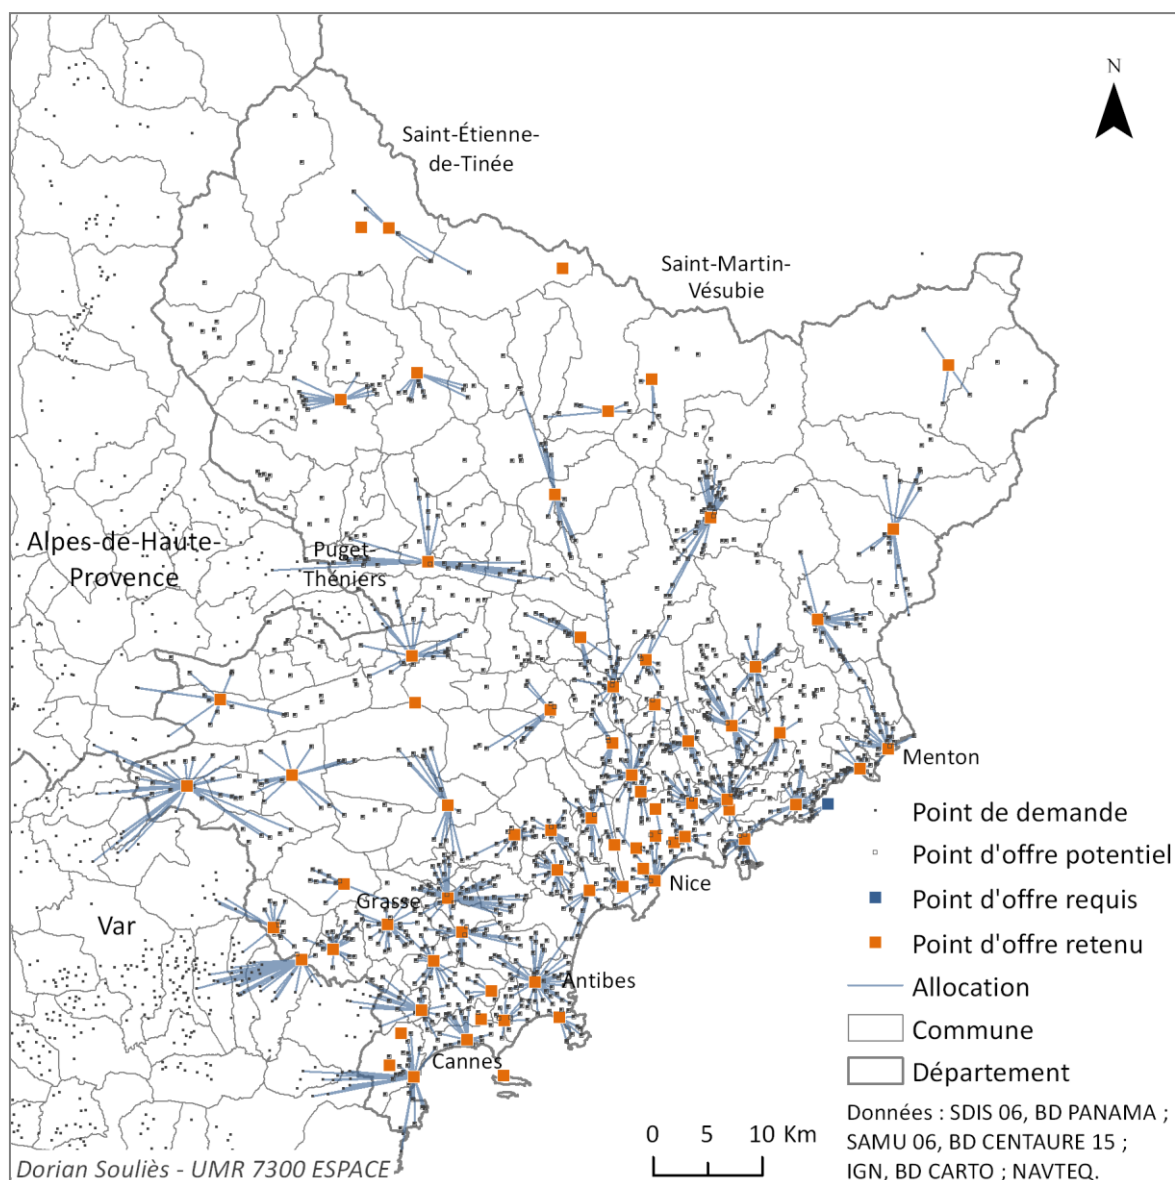 N
Saint-Étienne-
de-Tinée
Saint-Martin-
Vésubie
Alpes-de-Haute-
Provence
Puget-
Théniers
Menton
Point de demande
Point d'offre potentiel
Nice
Point d'offre requis
Grasse
Var
Point d'offre retenu
Antibes
Allocation
Commune
Cannes
Département
Données : SDIS 06, BD PANAMA ;
SAMU 06, BD CENTAURE 15 ;
IGN, BD CARTO ; NAVTEQ.
0 5 10 Km
Dorian Souliès - UMR 7300 ESPACE